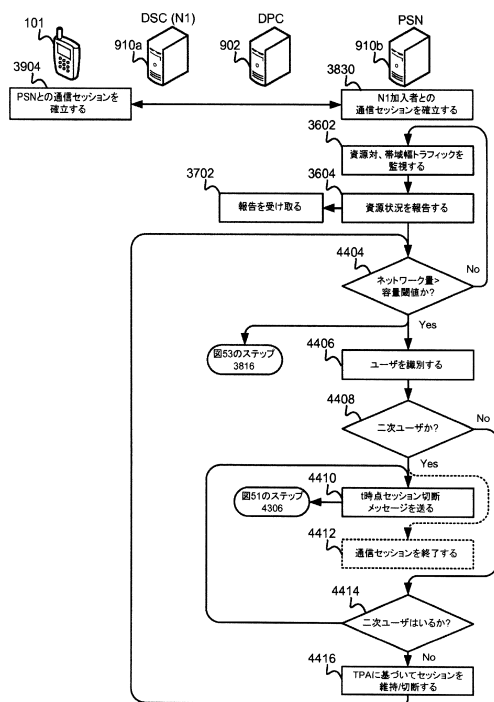 DSC (N1)
DPC
PSN
101
910a
902
910b
3904
PSNとの通信セッションを
確立する
3830
N1加入者との
通信セッションを確立する
3602
資源対、帯域幅トラフィックを
監視する
3702
報告を受け取る
3604
資源状況を報告する
4404
ネットワーク量>
容量閾値か?
No
Yes
図53のステップ
3816
4406
ユーザを識別する
4408
二次ユーザか?
No
Yes
4410
t時点セッション切断
メッセージを送る
図51のステップ
4306
4412
通信セッションを終了する
4414
二次ユーザはいるか?
No
4416
TPAに基づいてセッションを
維持/切断する